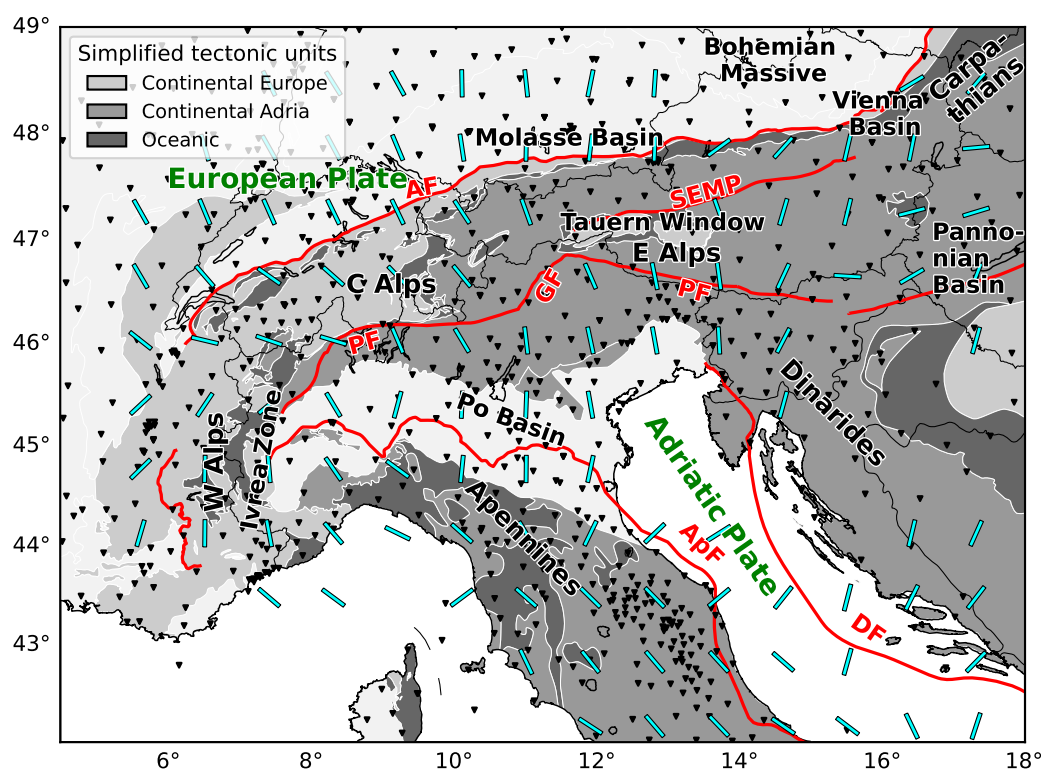 49°
48°
47°
46°
45°
44°
43°
Simplified tectonic units
Continental Europe
Continental Adria
Oceanic
Bohemian
Massive
Carpa-
thians
Vienna
Basin
Molasse Basin
European Plate
AF
SEMP
Tauern Window
E Alps
Panno-
nian
Basin
C Alps
GF
PF
PF
Dinarides
Po Basin
W Alps
Ivrea Zone
Adriatic Plate
Apennines
ApF
DF
6°
8°
10°
12°
14°
16°
18°